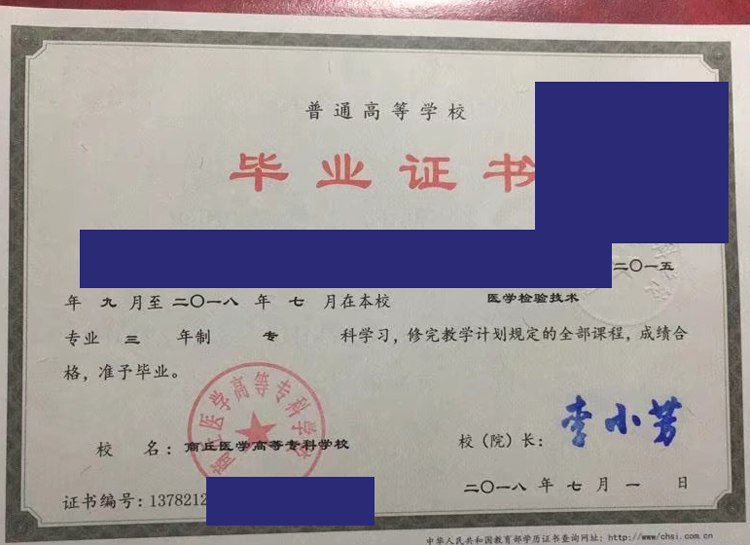 普通高等学校
毕业证书
二〇一五
年 九 月至 二〇一八 年 七 月在本校 医学检验技术
专业 三 年制 专 科学习，修完教学计划规定的全部课程，成绩合
格，准予毕业。
校 名：商丘医学高等专科学校
校（院）长：李小芳
证书编号：1378212
二〇一八 年 七 月 一 日
中华人民共和国教育部学历证书查询网址：http://www.chsi.com.cn